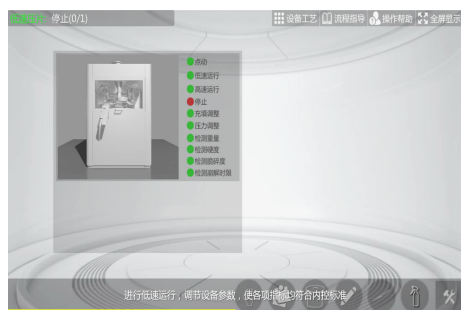 停止(0/1)
设备工艺 流程指导 操作帮助 全屏显示
点动
低速运行
高速运行
停止
充填调整
压力调整
检测重量
检测硬度
检测脆碎度
检测崩解时限
进行低速运行，调节设备参数，使各项指标均符合内控标准